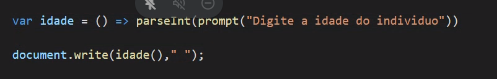 var idade = () => parseInt(prompt("Digite a idade do individuo"))
document.write(idade()," ");